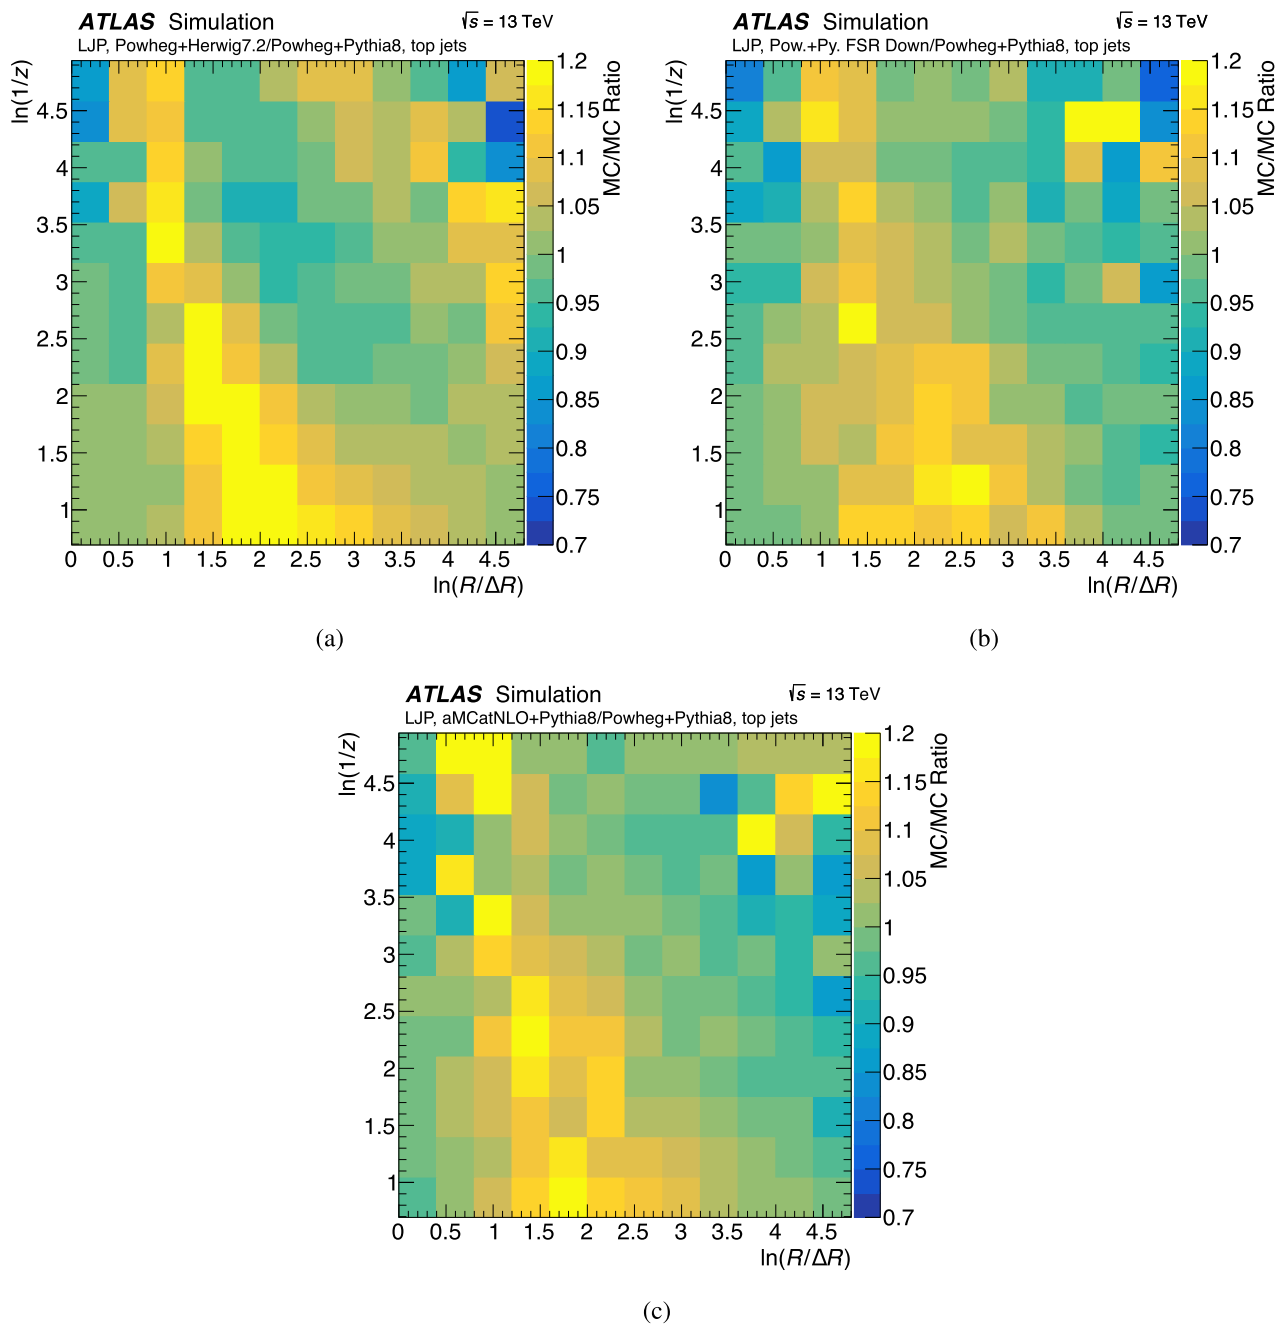 ATLAS Simulation √s = 13 TeV
LJP, Powheg+Herwig7.2/Powheg+Pythia8, top jets
ln(1/z)
4.5
4
3.5
3
2.5
2
1.5
1
0 0.5 1 1.5 2 2.5 3 3.5 4 4.5
ln(R/ΔR)
1.2
1.15
1.1
1.05
1
0.95
0.9
0.85
0.8
0.75
0.7
MC/MC Ratio
(a)
ATLAS Simulation √s = 13 TeV
LJP, Pow.+Py. FSR Down/Powheg+Pythia8, top jets
ln(1/z)
4.5
4
3.5
3
2.5
2
1.5
1
0 0.5 1 1.5 2 2.5 3 3.5 4 4.5
ln(R/ΔR)
1.2
1.15
1.1
1.05
1
0.95
0.9
0.85
0.8
0.75
0.7
MC/MC Ratio
(b)
ATLAS Simulation √s = 13 TeV
LJP, aMCatNLO+Pythia8/Powheg+Pythia8, top jets
ln(1/z)
4.5
4
3.5
3
2.5
2
1.5
1
0 0.5 1 1.5 2 2.5 3 3.5 4 4.5
ln(R/ΔR)
1.2
1.15
1.1
1.05
1
0.95
0.9
0.85
0.8
0.75
0.7
MC/MC Ratio
(c)